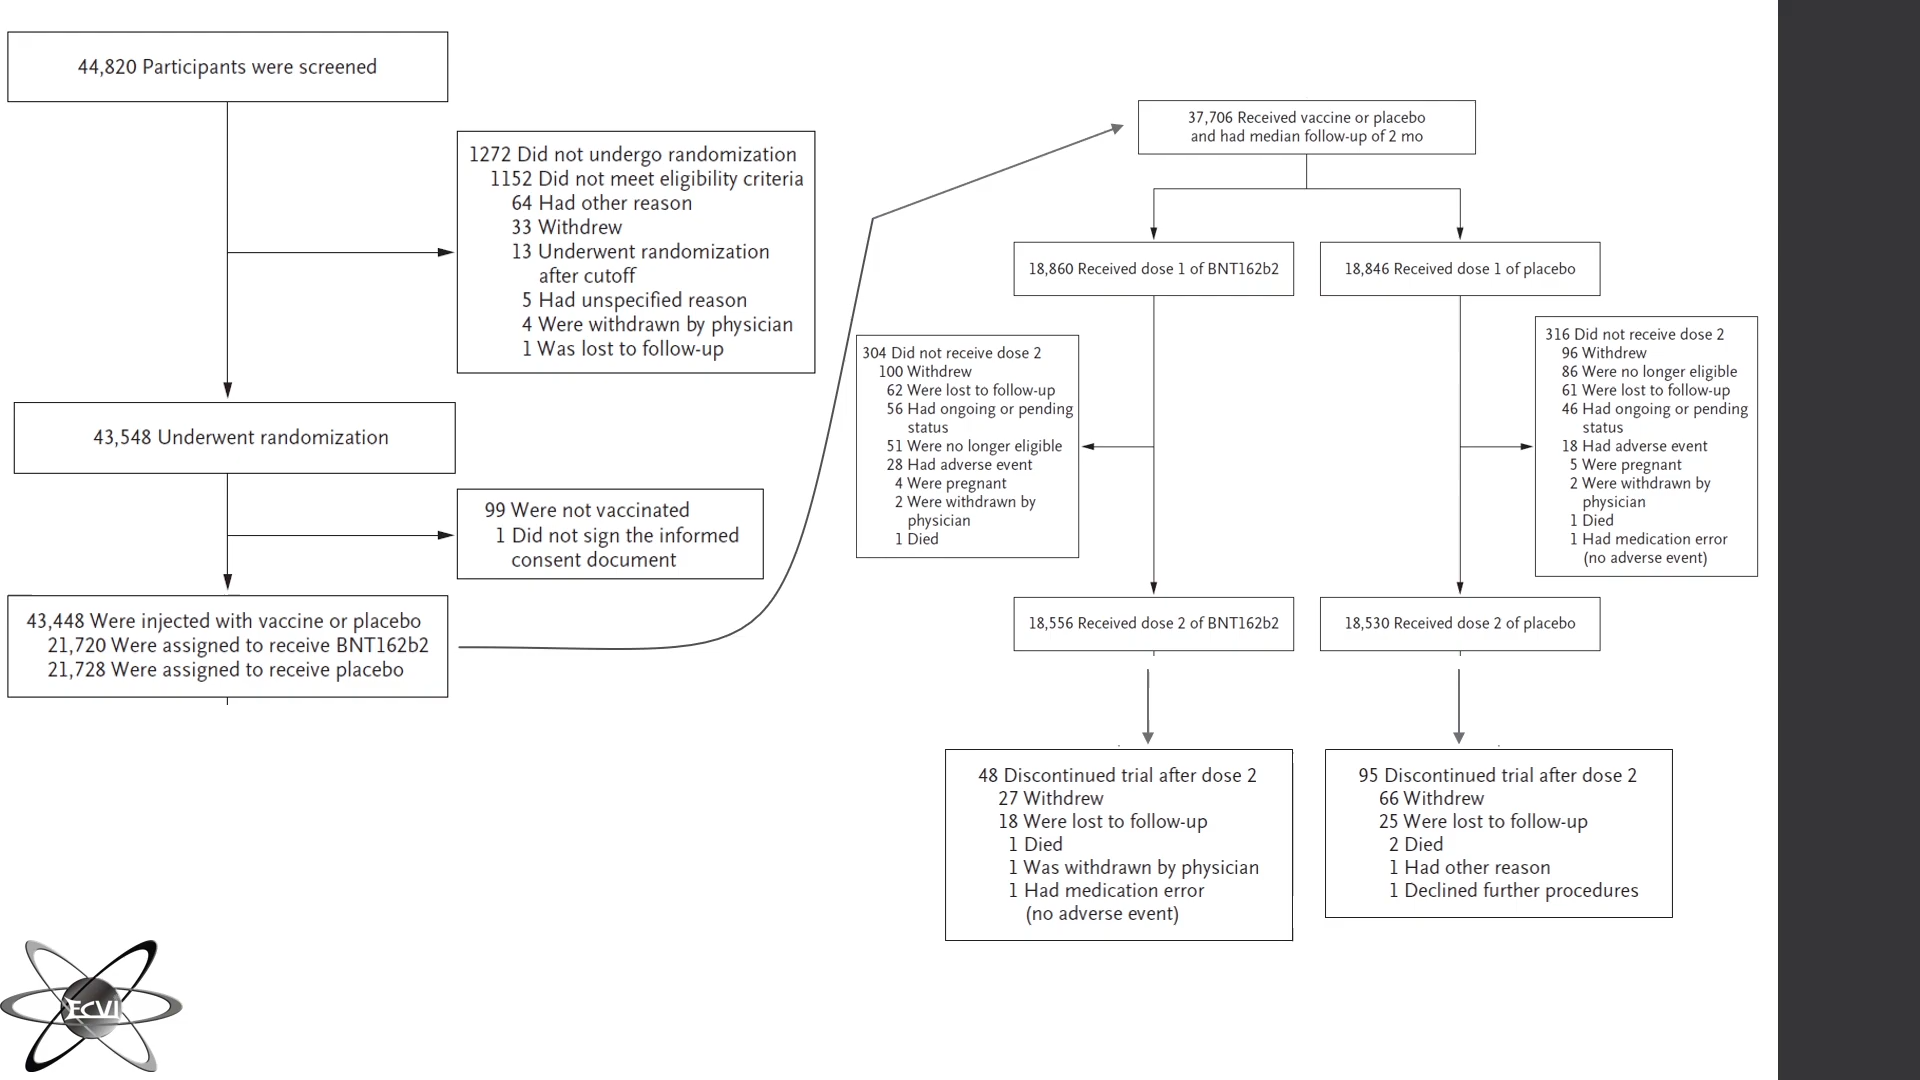 44,820 Participants were screened
1272 Did not undergo randomization
1152 Did not meet eligibility criteria
64 Had other reason
33 Withdrew
13 Underwent randomization
after cutoff
5 Had unspecified reason
4 Were withdrawn by physician
1 Was lost to follow-up
43,548 Underwent randomization
99 Were not vaccinated
1 Did not sign the informed
consent document
43,448 Were injected with vaccine or placebo
21,720 Were assigned to receive BNT162b2
21,728 Were assigned to receive placebo
37,706 Received vaccine or placebo
and had median follow-up of 2 mo
18,860 Received dose 1 of BNT162b2
18,846 Received dose 1 of placebo
304 Did not receive dose 2
100 Withdrew
62 Were lost to follow-up
56 Had ongoing or pending
status
51 Were no longer eligible
28 Had adverse event
4 Were pregnant
2 Were withdrawn by
physician
1 Died
316 Did not receive dose 2
96 Withdrew
86 Were no longer eligible
61 Were lost to follow-up
46 Had ongoing or pending
status
18 Had adverse event
5 Were pregnant
2 Were withdrawn by
physician
1 Died
1 Had medication error
(no adverse event)
18,556 Received dose 2 of BNT162b2
18,530 Received dose 2 of placebo
48 Discontinued trial after dose 2
27 Withdrew
18 Were lost to follow-up
1 Died
1 Was withdrawn by physician
1 Had medication error
(no adverse event)
95 Discontinued trial after dose 2
66 Withdrew
25 Were lost to follow-up
2 Died
1 Had other reason
1 Declined further procedures
ECVI